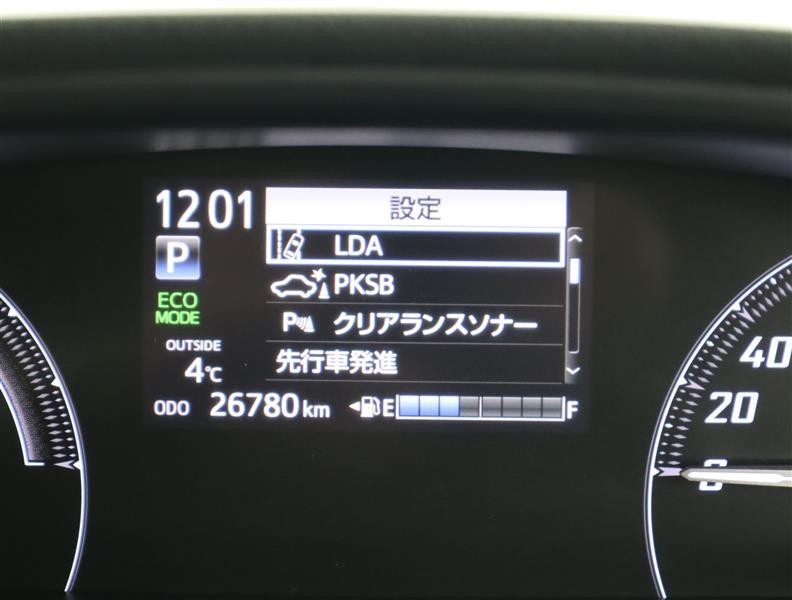 12 01
設定
LDA
P
PKSB
ECO
MODE
P クリアランスソナー
OUTSIDE
先行車発進
4℃
ODO 26780 km E F
40
20
0